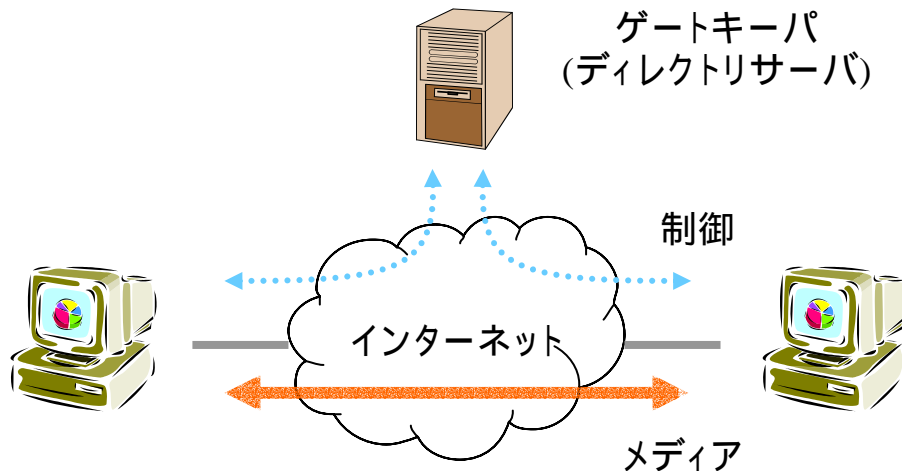 ゲートキーパ
(ディレクトリサーバ)
制御
インターネット
メディア